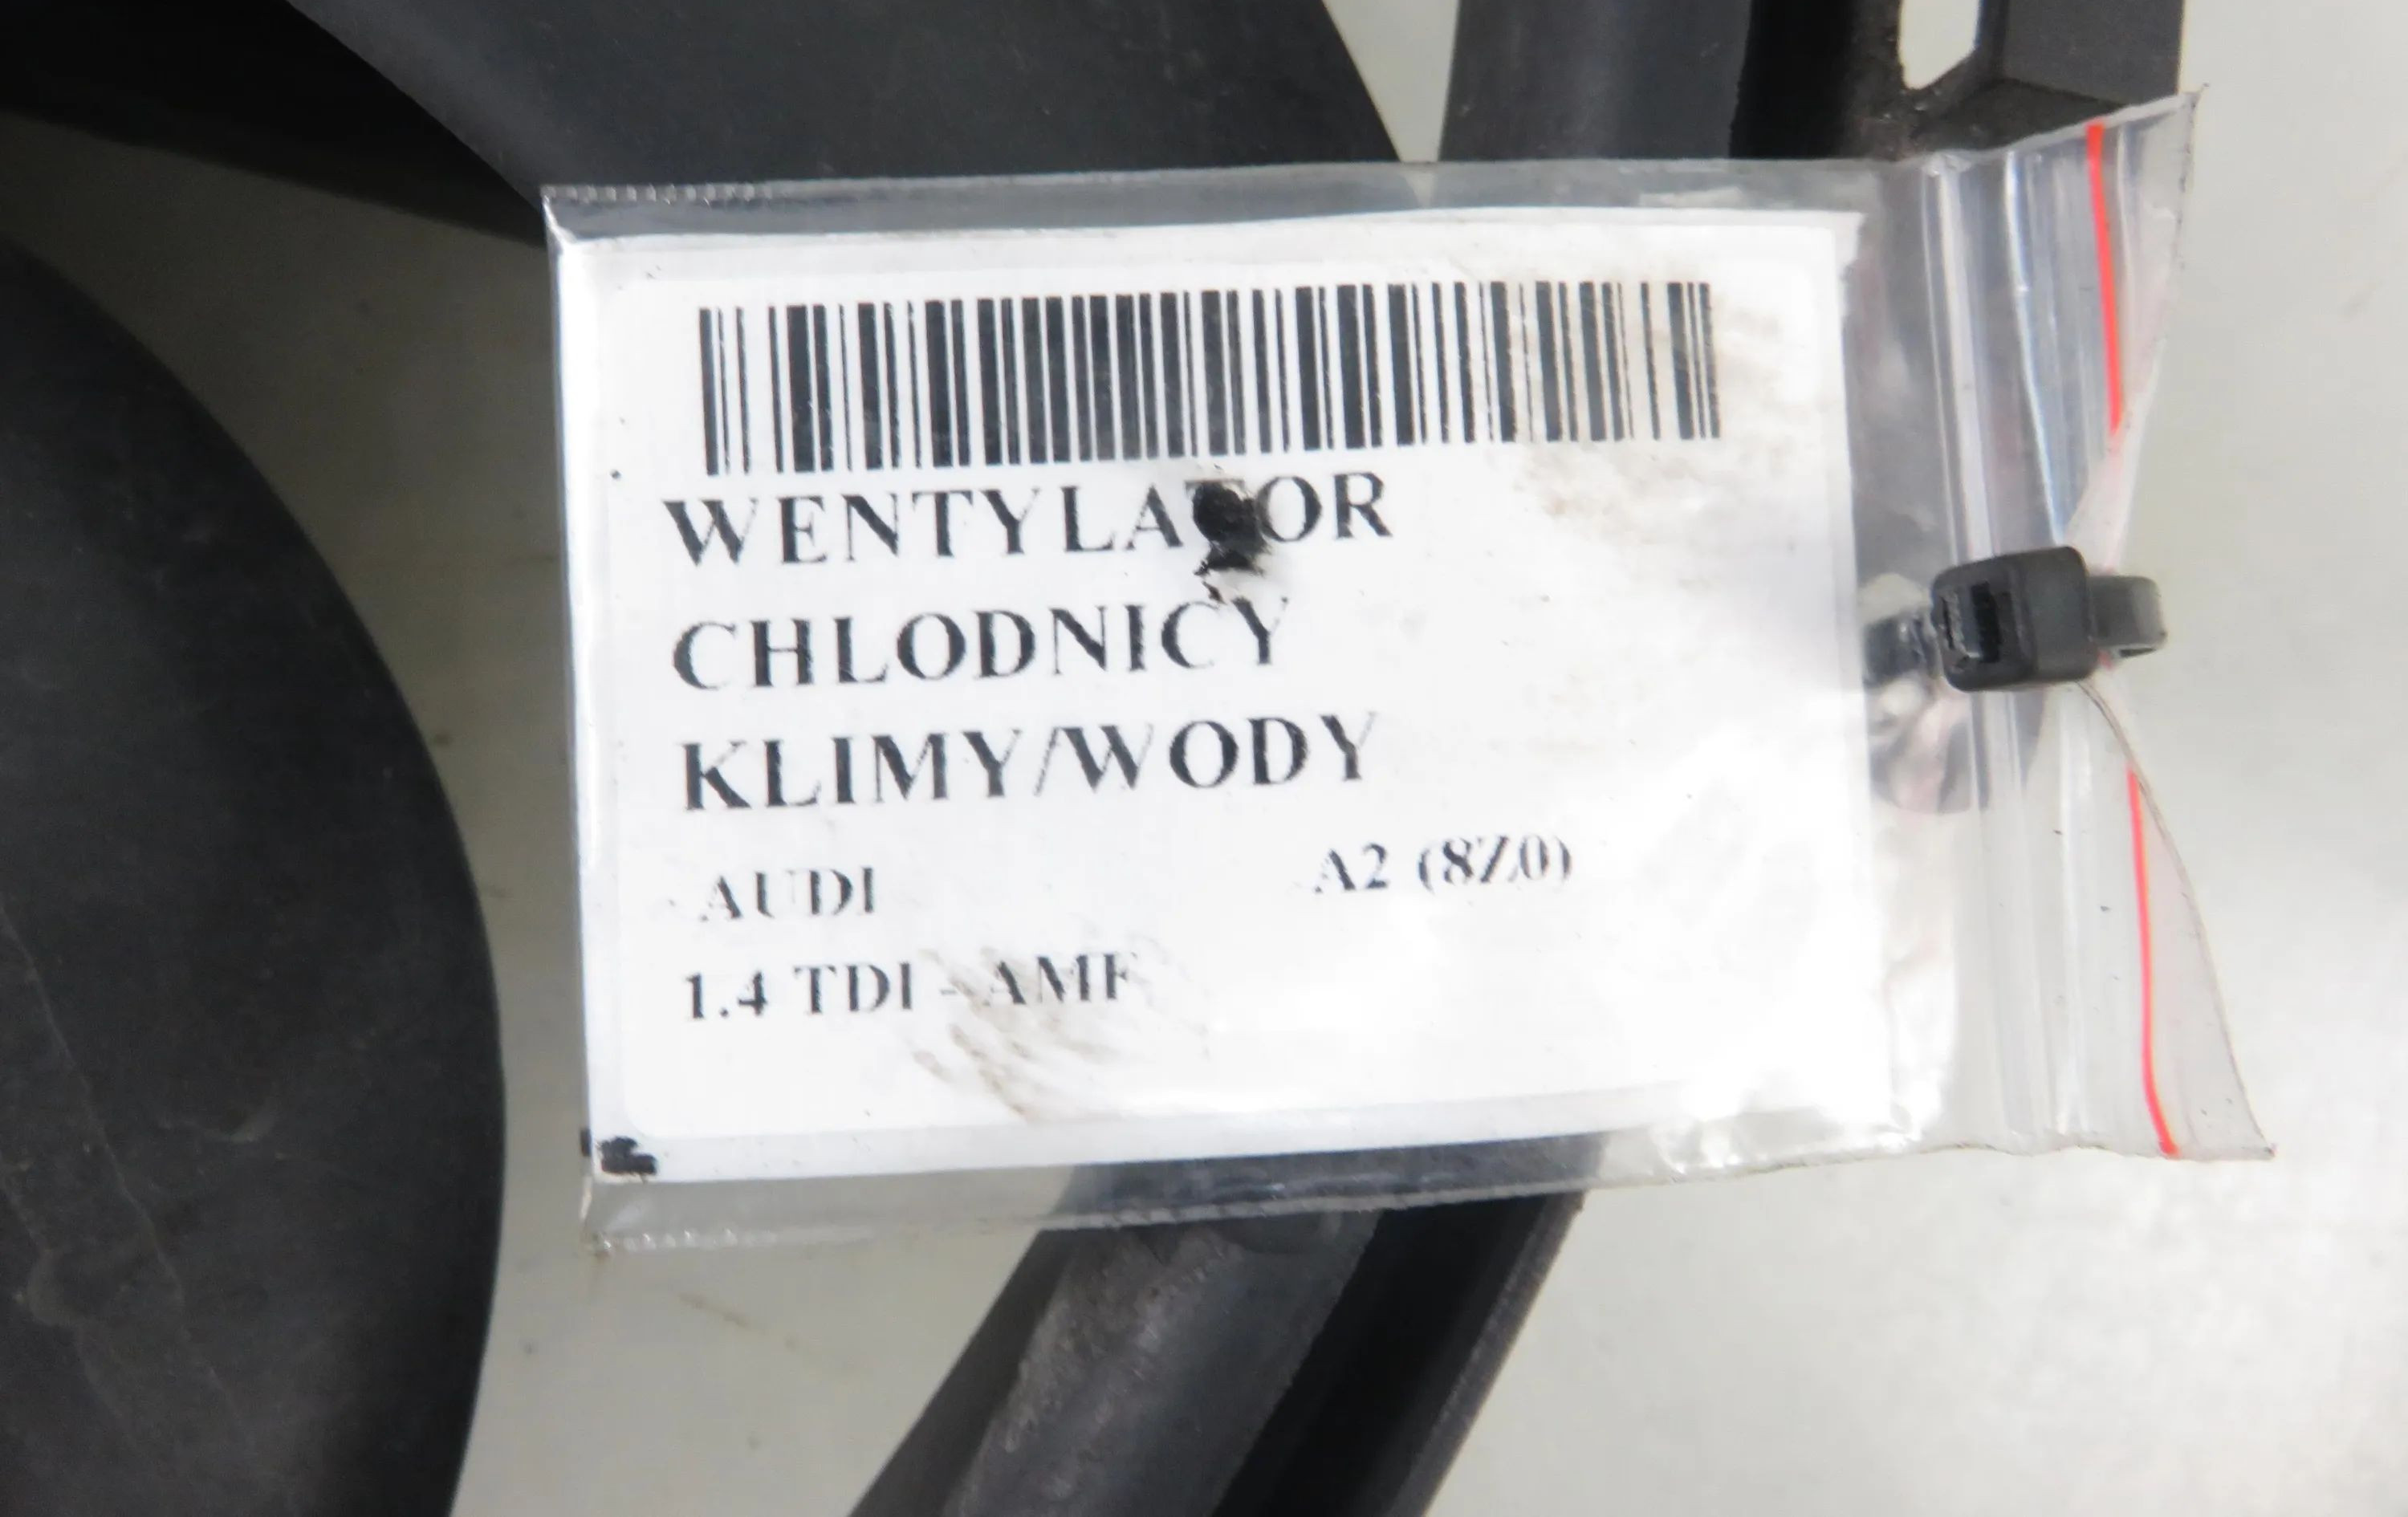 WENTYLATOR
CHLODNICY
KLIMY/WODY
AUDI A2 (8Z0)
1.4 TDI - AMF